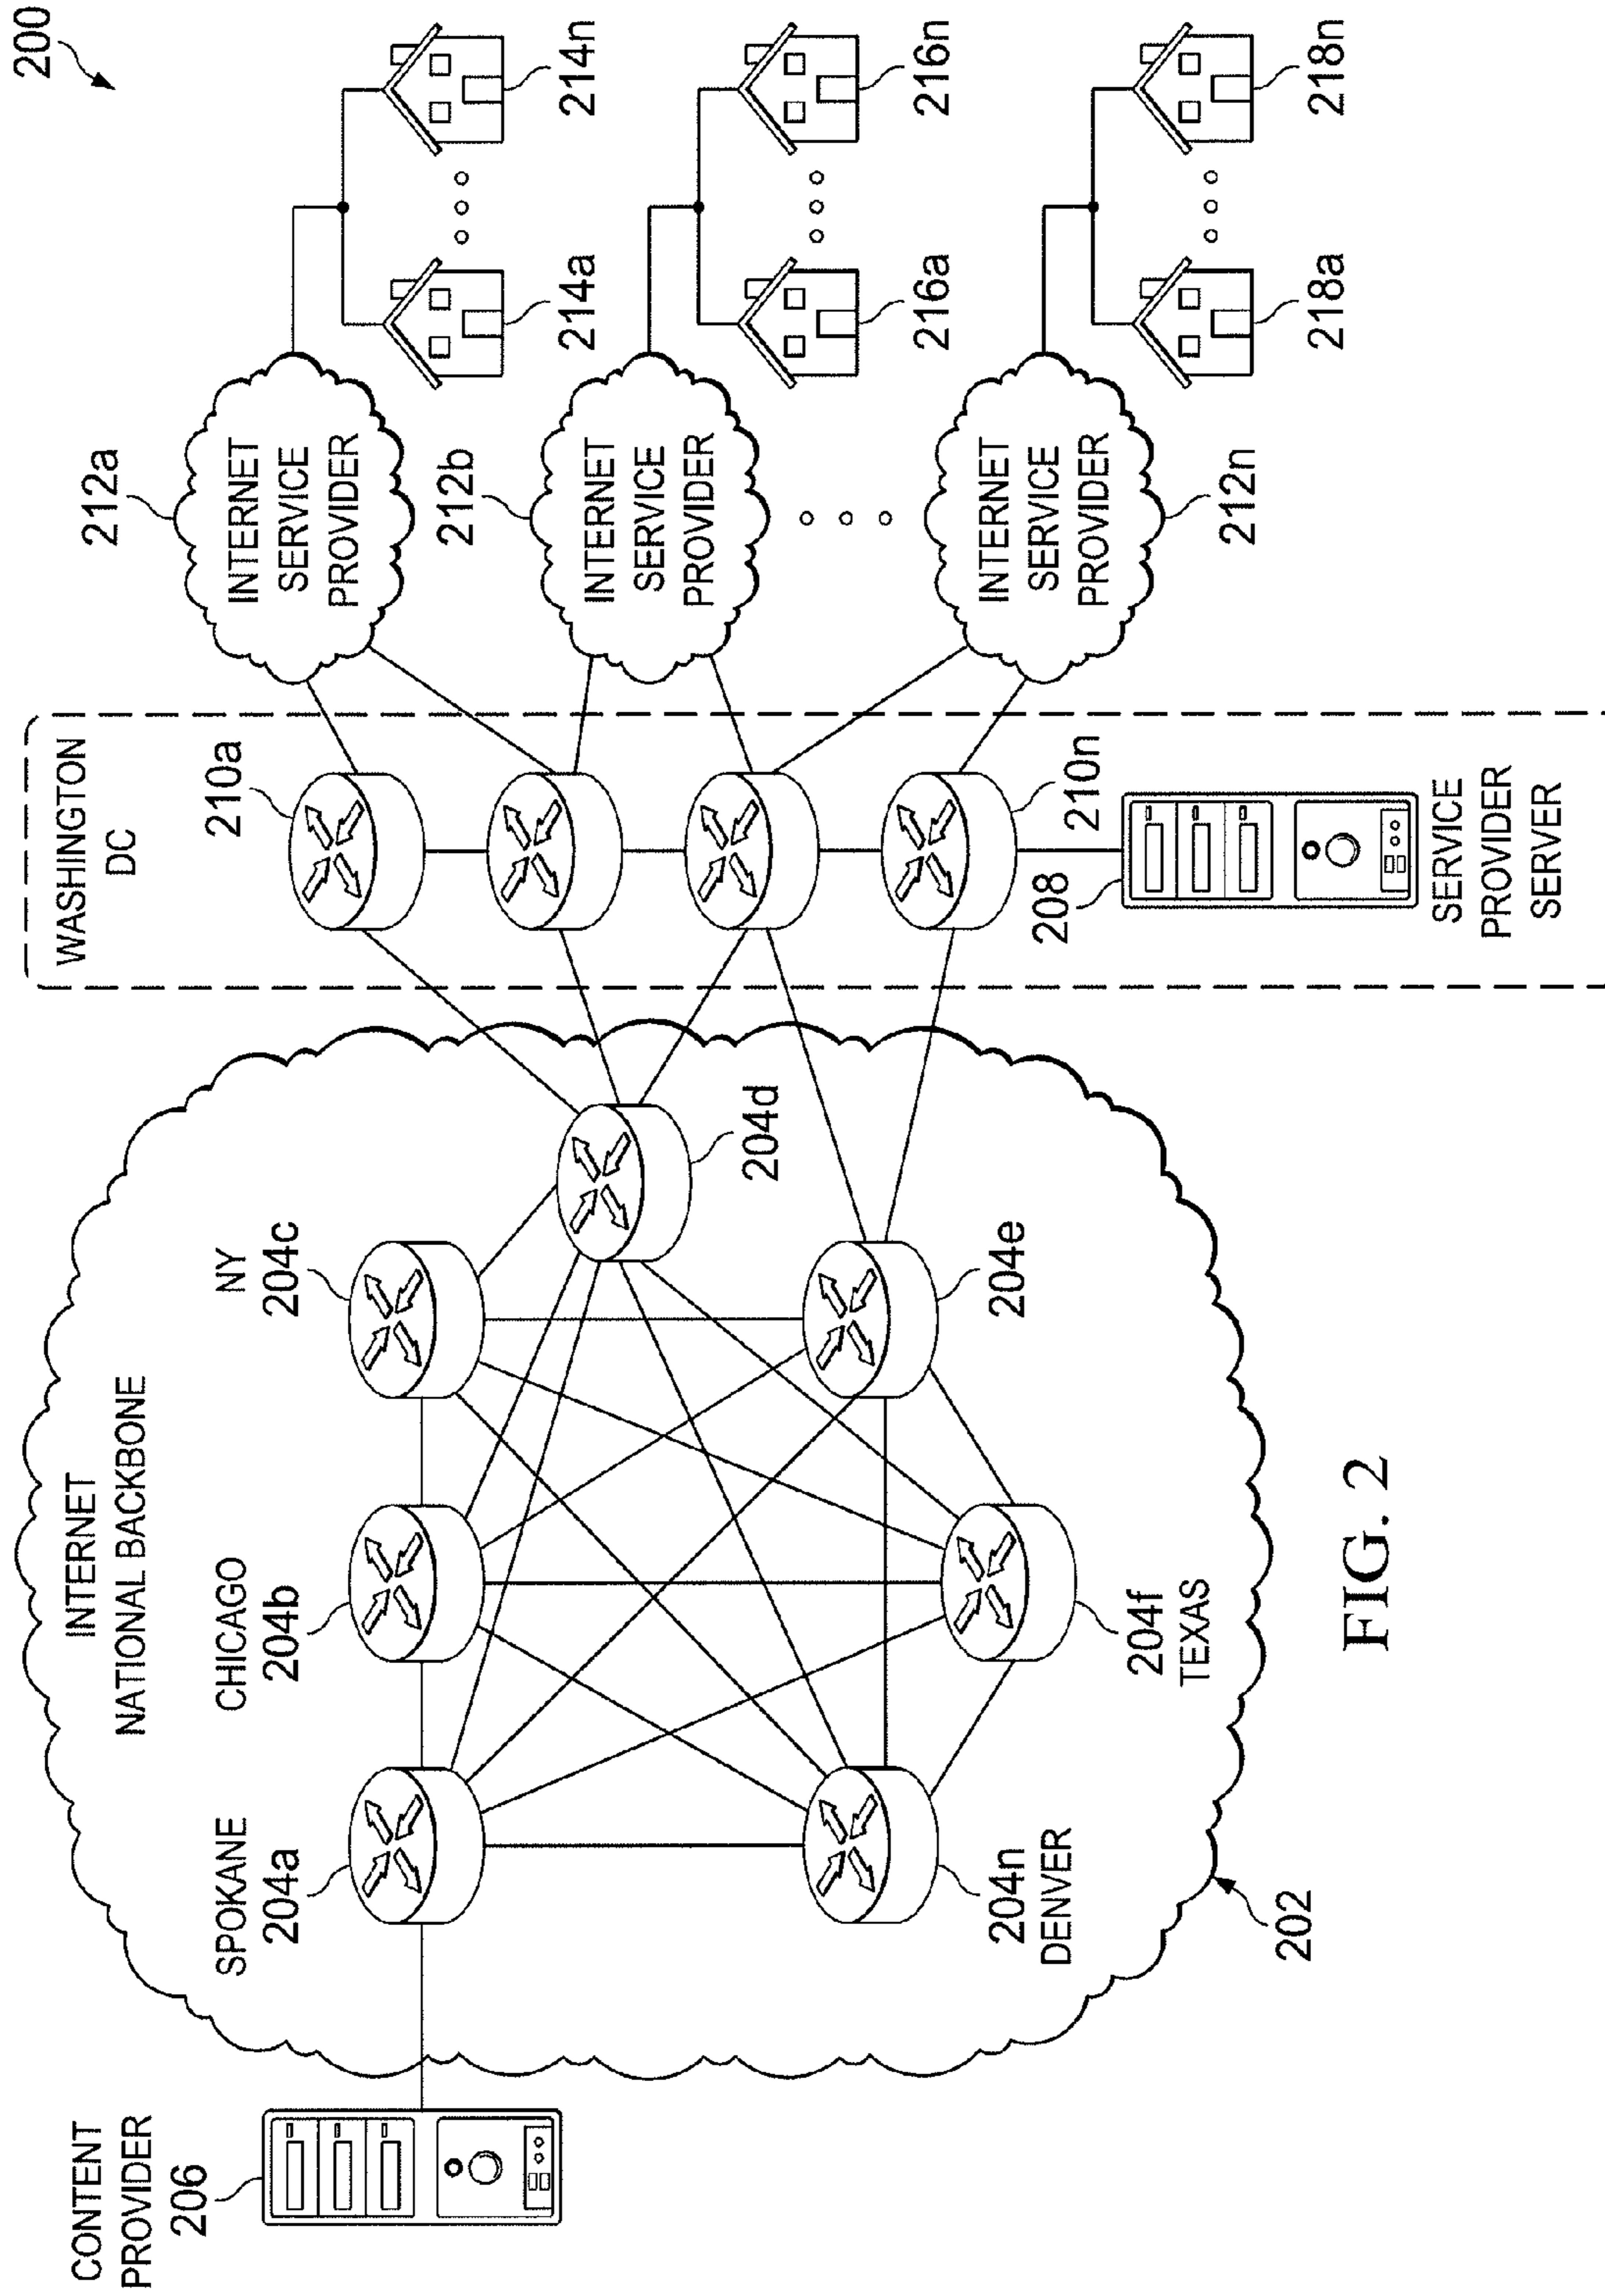 200
CONTENT
PROVIDER
206
INTERNET
NATIONAL BACKBONE
SPOKANE
204a
CHICAGO
204b
NY
204c
204d
204e
204f
TEXAS
204n
DENVER
202
WASHINGTON
DC
210a
210n
208
SERVICE
PROVIDER
SERVER
212a
INTERNET
SERVICE
PROVIDER
212b
INTERNET
SERVICE
PROVIDER
INTERNET
SERVICE
PROVIDER
212n
214a
214n
216a
216n
218a
218n
FIG. 2